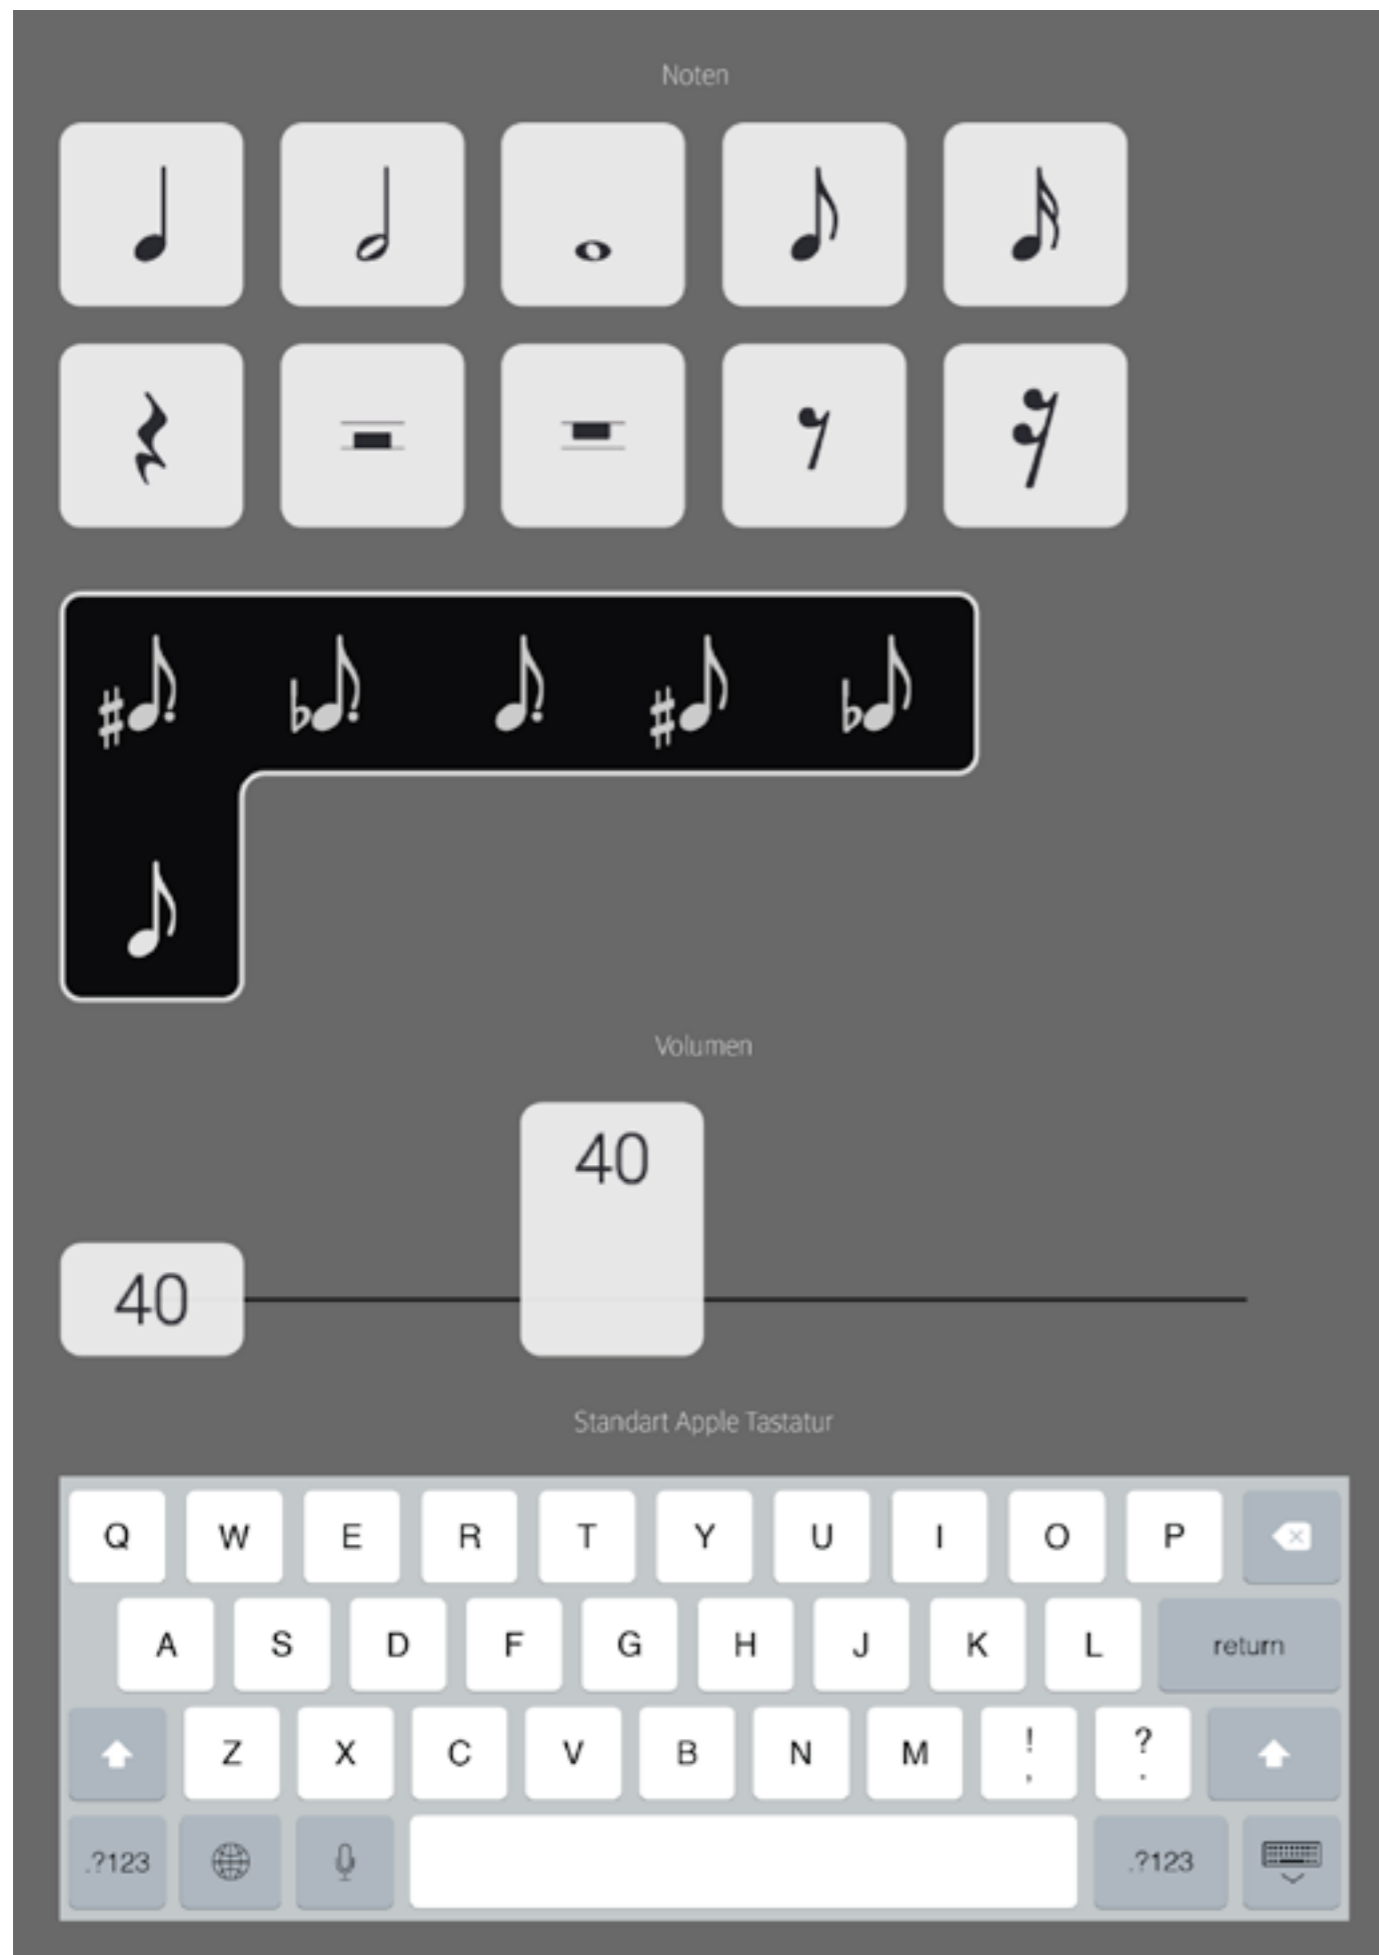 Noten
Volumen
40
40
Standart Apple Tastatur
Q W E R T Y U I O P
A S D F G H J K L return
Z X C V B N M ! , ? .
.?123 .?123